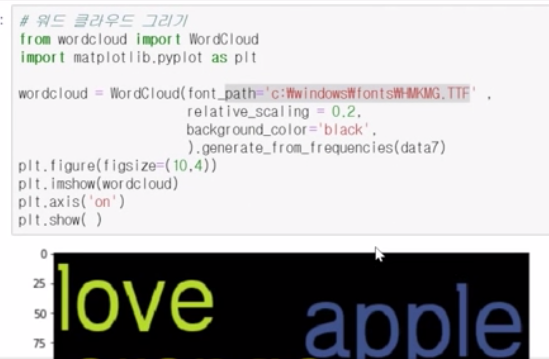 :
# 워드 클라우드 그리기
from wordcloud import WordCloud
import matplotlib.pyplot as plt
wordcloud = WordCloud(font_path='c:₩windows₩fonts₩HMKMG.TTF' ,
relative_scaling = 0.2,
background_color='black',
).generate_from_frequencies(data7)
plt.figure(figsize=(10,4))
plt.imshow(wordcloud)
plt.axis('on')
plt.show( )
0
25
50
75
love
apple